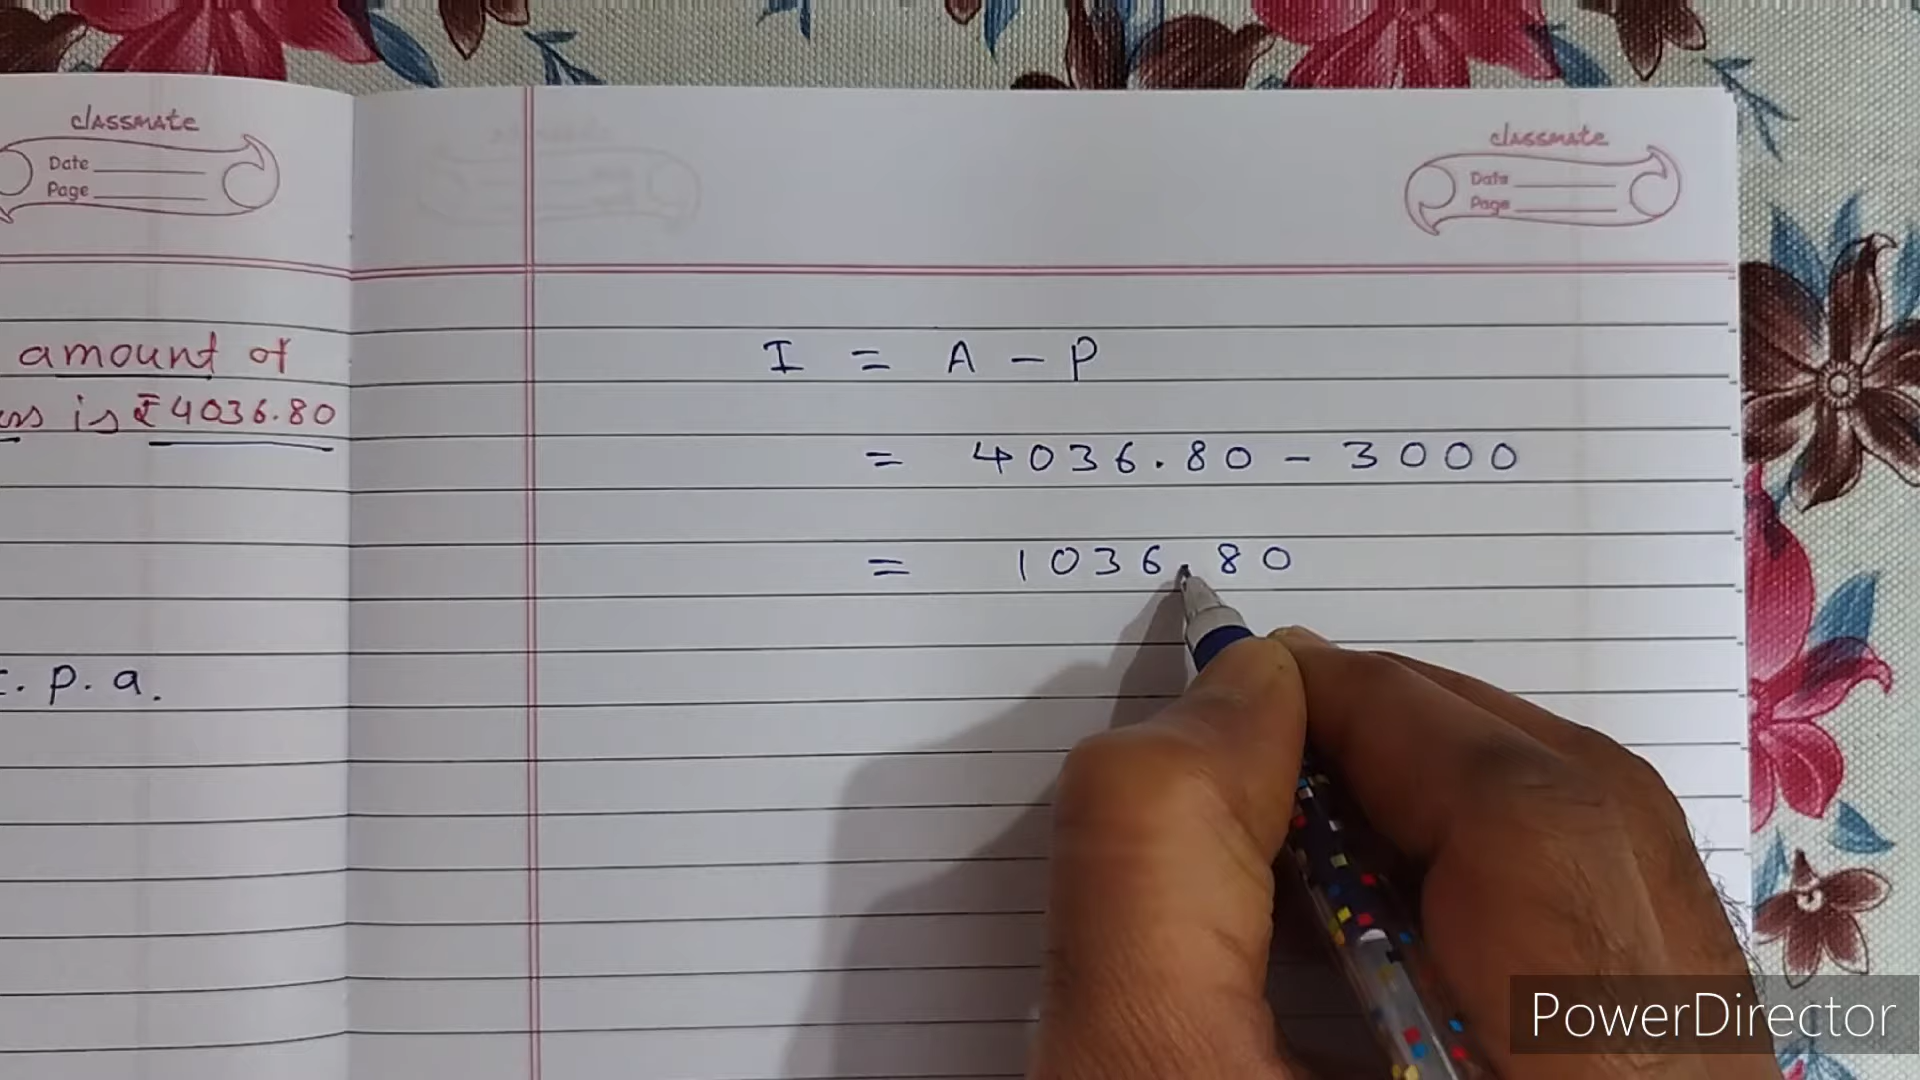 classmate
Date
Page
amount of
is ₹4036.80
p.a.
classmate
Date
Page
I = A - P
= 4036.80 - 3000
= 1036.80
PowerDirector